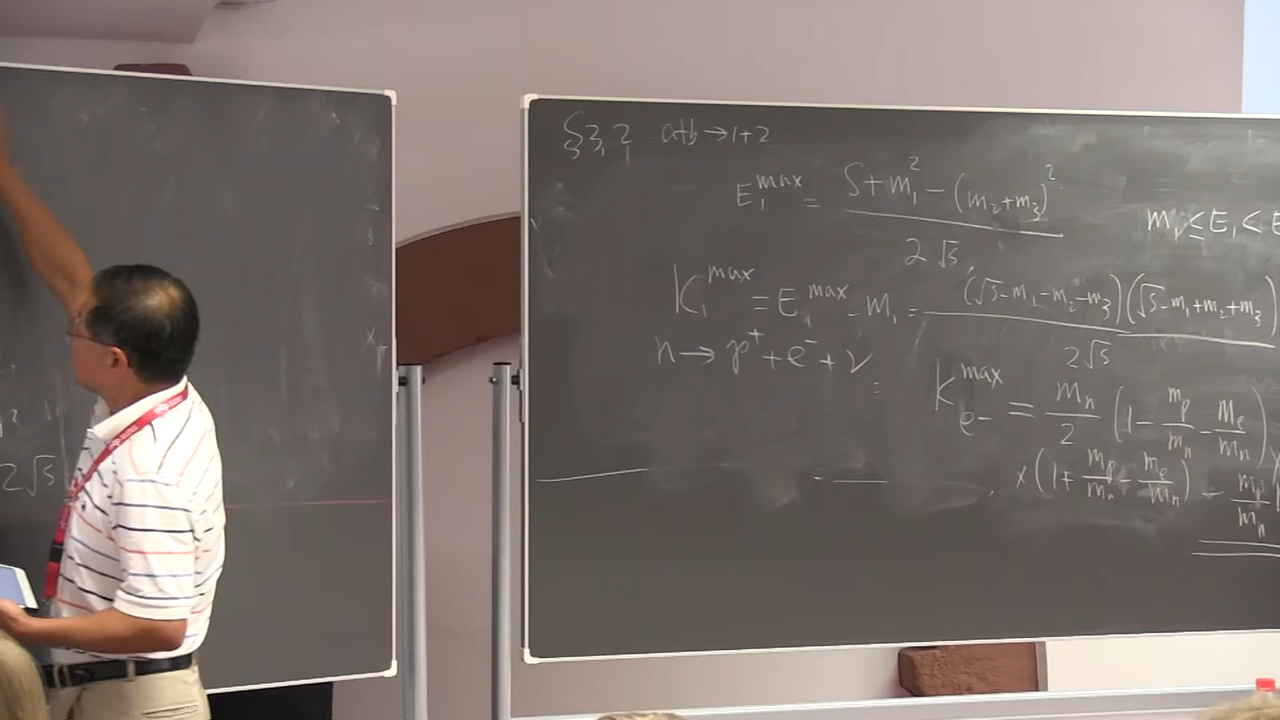 2√s
§3.2 a+b→1+2
E₁^max = (S+m₁²-(m₂+m₃)²)/(2√s)
m₁≤E₁<E
K₁^max = E₁^max - M₁ = ((√s-m₁-m₂-m₃)(√s-m₁+m₂+m₃))/(2√s)
n→p⁺+e⁻+ν
K_e-^max = m_n/2 (1-m_p/m_n-m_e/m_n)×
×(1+m_p/m_n-m_e/m_n) - m_p/m_n